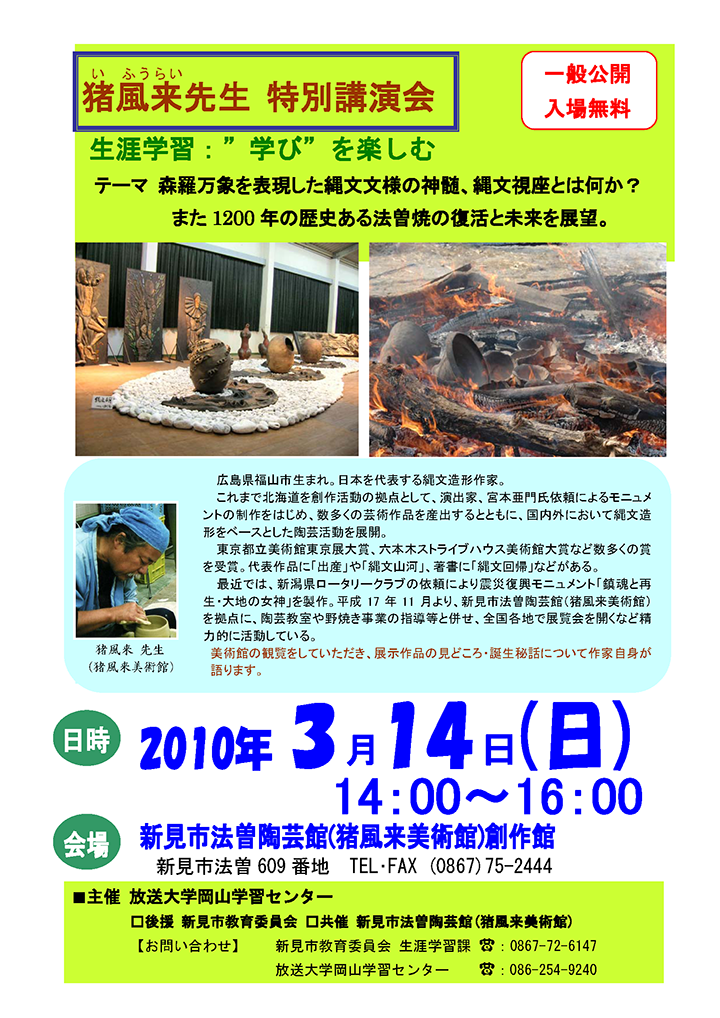 い ふうらい
猪風来先生 特別講演会
一般公開
入場無料
生涯学習:”学び”を楽しむ
テーマ 森羅万象を表現した縄文文様の神髄、縄文視座とは何か?
また 1200 年の歴史ある法曽焼の復活と未来を展望。
広島県福山市生まれ。日本を代表する縄文造形作家。
これまで北海道を創作活動の拠点として、演出家、宮本亜門氏依頼によるモニュメ
ントの制作をはじめ、数多くの芸術作品を産出するとともに、国内外において縄文造
形をベースとした陶芸活動を展開。
東京都立美術館東京展大賞、六本木ストライプハウス美術館大賞など数多くの賞
を受賞。代表作品に「出産」や「縄文山河」、著書に「縄文回帰」などがある。
最近では、新潟県ロータリークラブの依頼により震災復興モニュメント「鎮魂と再
生・大地の女神」を製作。平成 17 年 11 月より、新見市法曽陶芸館(猪風来美術館)
を拠点に、陶芸教室や野焼き事業の指導等と併せ、全国各地で展覧会を開くなど精
力的に活動している。
美術館の観覧をしていただき、展示作品の見どころ・誕生秘話について作家自身が
語ります。
猪風来 先生
(猪風来美術館)
日時
2010年 3月14日(日)
14:00~16:00
会場
新見市法曽陶芸館(猪風来美術館)創作館
新見市法曽 609 番地 TEL・FAX (0867)75-2444
■主催 放送大学岡山学習センター
□後援 新見市教育委員会 □共催 新見市法曽陶芸館(猪風来美術館)
【お問い合わせ】 新見市教育委員会 生涯学習課 ☎:0867-72-6147
放送大学岡山学習センター ☎:086-254-9240